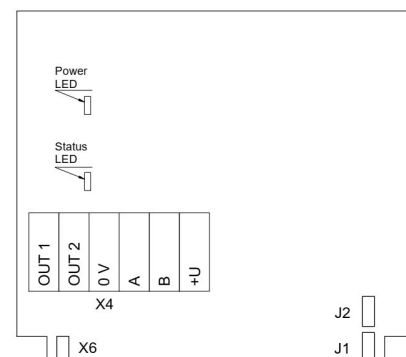 Power
LED
Status
LED
OUT 1
OUT 2
0 V
A
B
+U
X4
J2
X6
J1